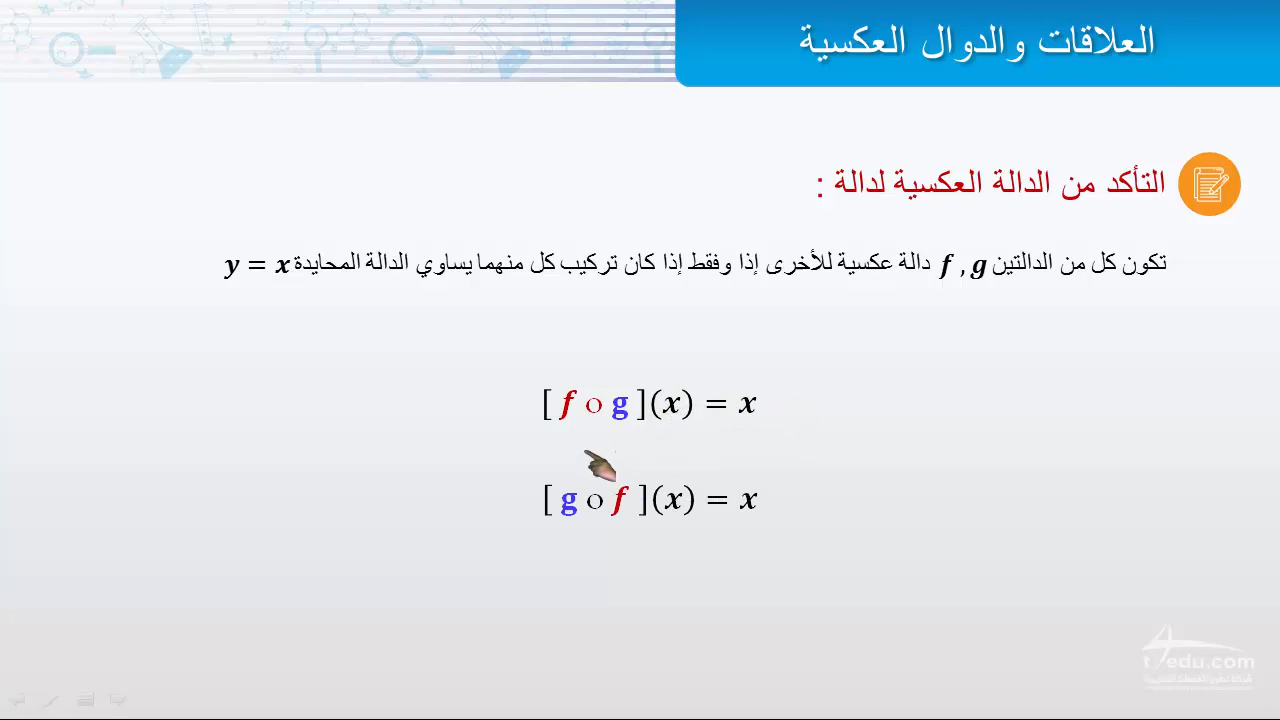 العلاقات والدوال العكسية
التأكد من الدالة العكسية لدالة :
تكون كل من الدالتين f , g دالة عكسية للأخرى إذا وفقط إذا كان تركيب كل منهما يساوي الدالة المحايدة y = x
[ f o g ](x) = x
[ g o f ](x) = x
t4edu.com